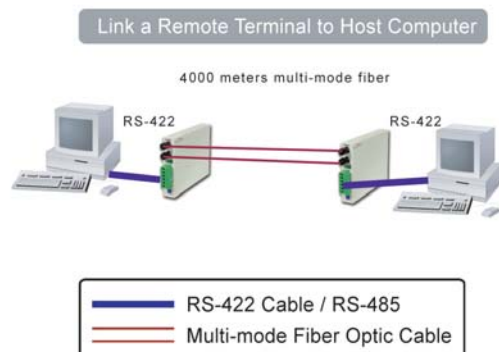 Link a Remote Terminal to Host Computer
4000 meters multi-mode fiber
RS-422
RS-422
RS-422 Cable / RS-485
Multi-mode Fiber Optic Cable